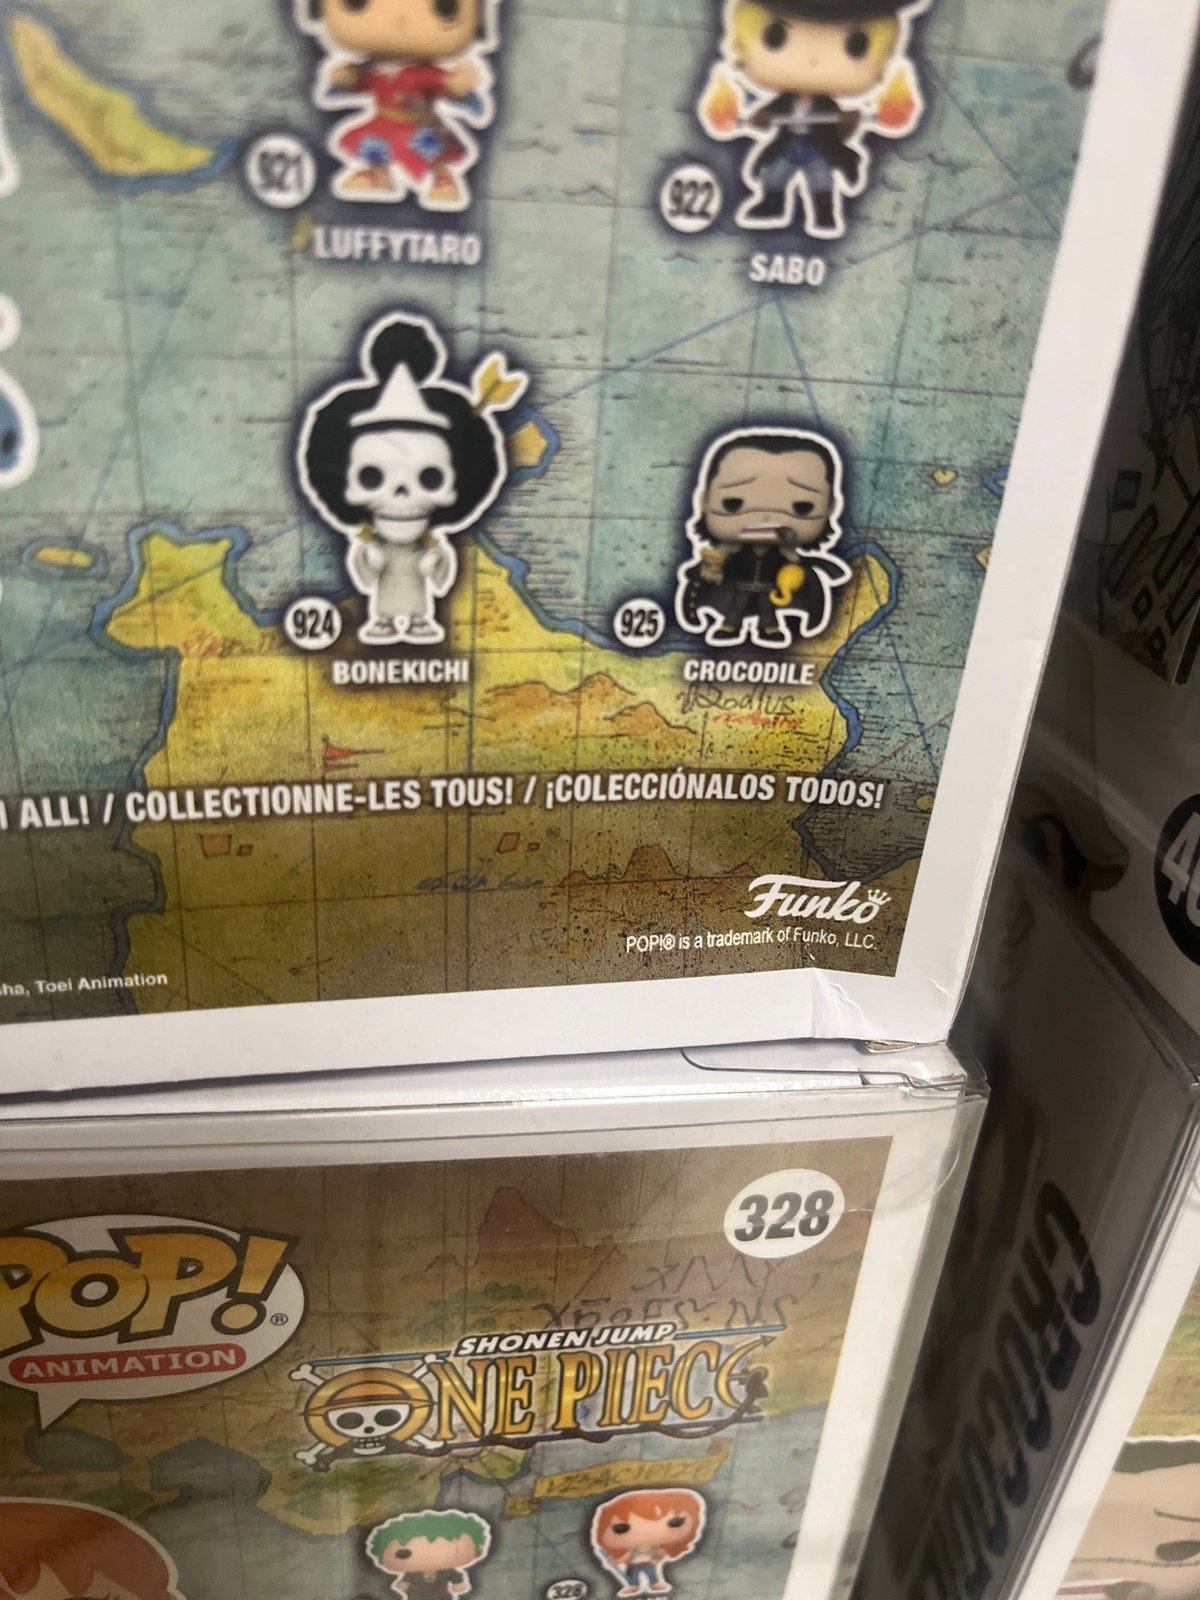 921
LUFFYTARO
922
SABO
924
BONEKICHI
925
CROCODILE
ALL! / COLLECTIONNE-LES TOUS! / ¡COLECCIÓNALOS TODOS!
Funko
POP!® is a trademark of Funko, LLC.
Toei Animation
328
POP!®
ANIMATION
SHONEN JUMP
ONE PIECE
328